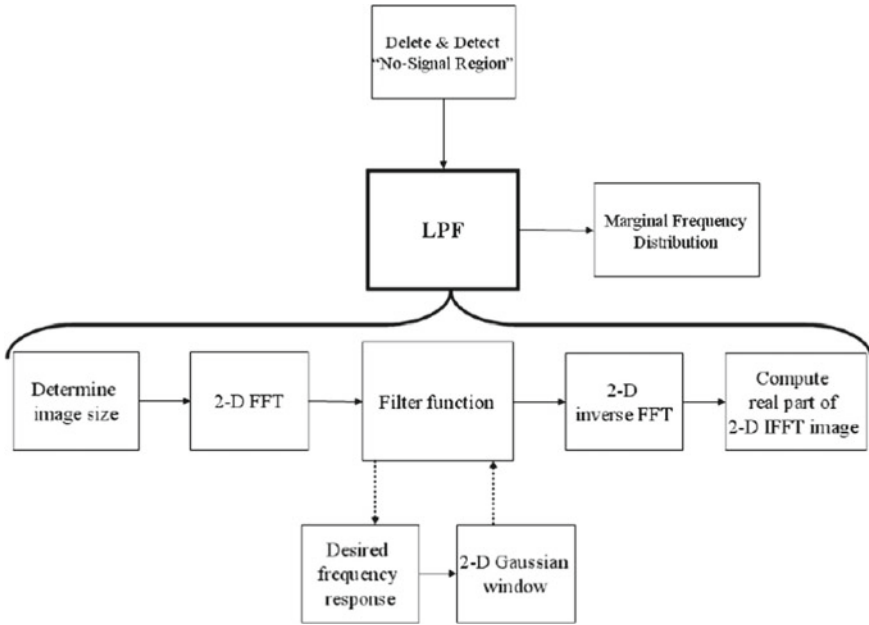 Delete & Detect
“No-Signal Region”
LPF
Marginal Frequency
Distribution
Determine
image size
2-D FFT
Filter function
2-D
inverse FFT
Compute
real part of
2-D IFFT image
Desired
frequency
response
2-D Gaussian
window